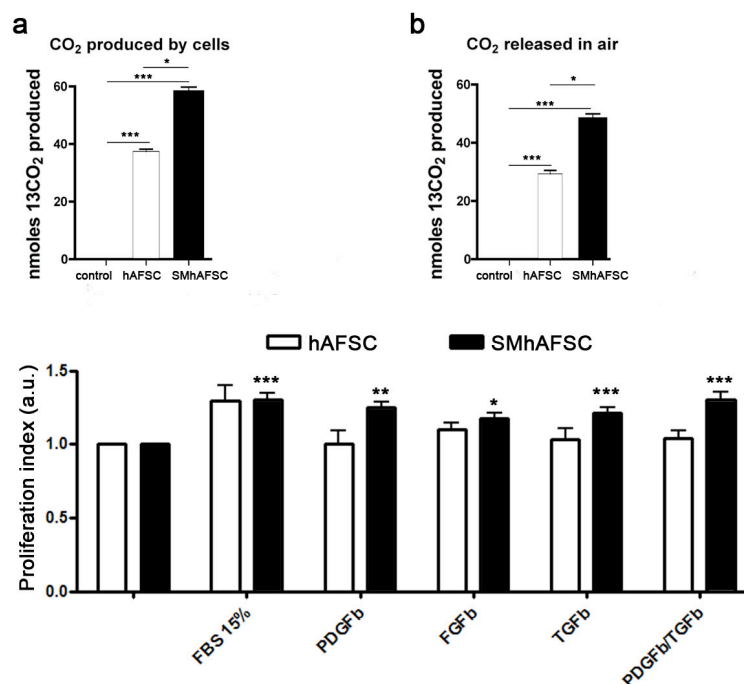 a
CO2 produced by cells
nmoles 13CO2 produced
60
40
20
0
***
*
***
control hAFSC SMhAFSC
b
CO2 released in air
nmoles 13CO2 produced
60
40
20
0
*
***
***
control hAFSC SMhAFSC
hAFSC SMhAFSC
Proliferation index (a.u.)
1.5
1.0
0.5
0.0
*** ** * *** ***
FBS 15%
PDGFb
FGFb
TGFb
PDGFb/TGFb